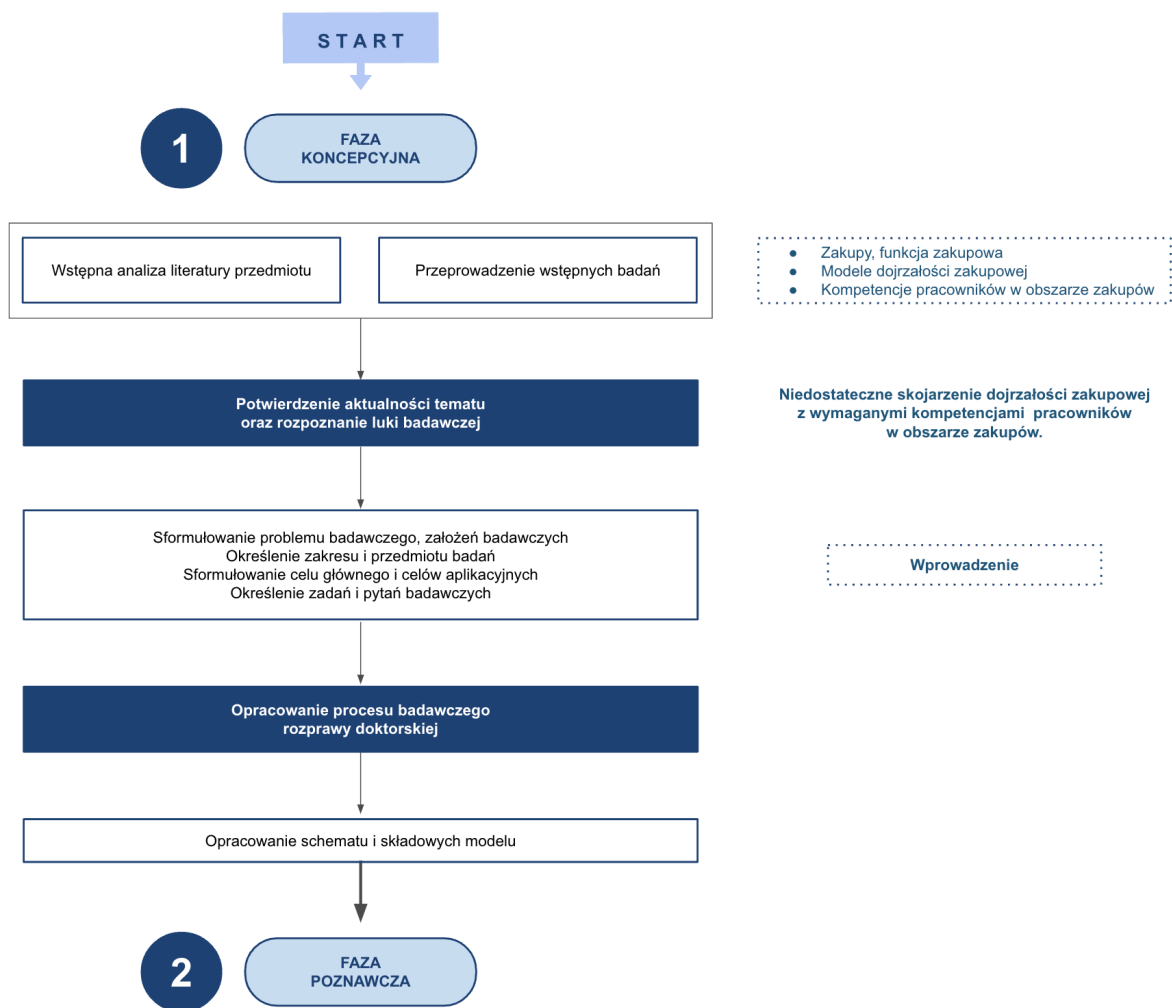 START
1
FAZA
KONCEPCYJNA
Wstępna analiza literatury przedmiotu
Przeprowadzenie wstępnych badań
● Zakupy, funkcja zakupowa
● Modele dojrzałości zakupowej
● Kompetencje pracowników w obszarze zakupów
Potwierdzenie aktualności tematu
oraz rozpoznanie luki badawczej
Niedostateczne skojarzenie dojrzałości zakupowej
z wymaganymi kompetencjami pracowników
w obszarze zakupów.
Sformułowanie problemu badawczego, założeń badawczych
Określenie zakresu i przedmiotu badań
Sformułowanie celu głównego i celów aplikacyjnych
Określenie zadań i pytań badawczych
Wprowadzenie
Opracowanie procesu badawczego
rozprawy doktorskiej
Opracowanie schematu i składowych modelu
2
FAZA
POZNAWCZA